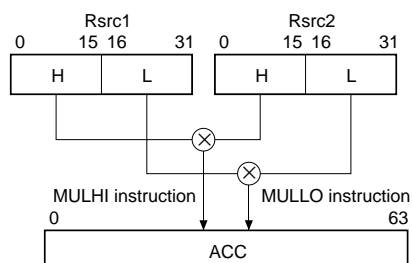 Rsrc1 Rsrc2
0 15 16 31 0 15 16 31
H L H L
MULHI instruction MULLO instruction
0 63
ACC